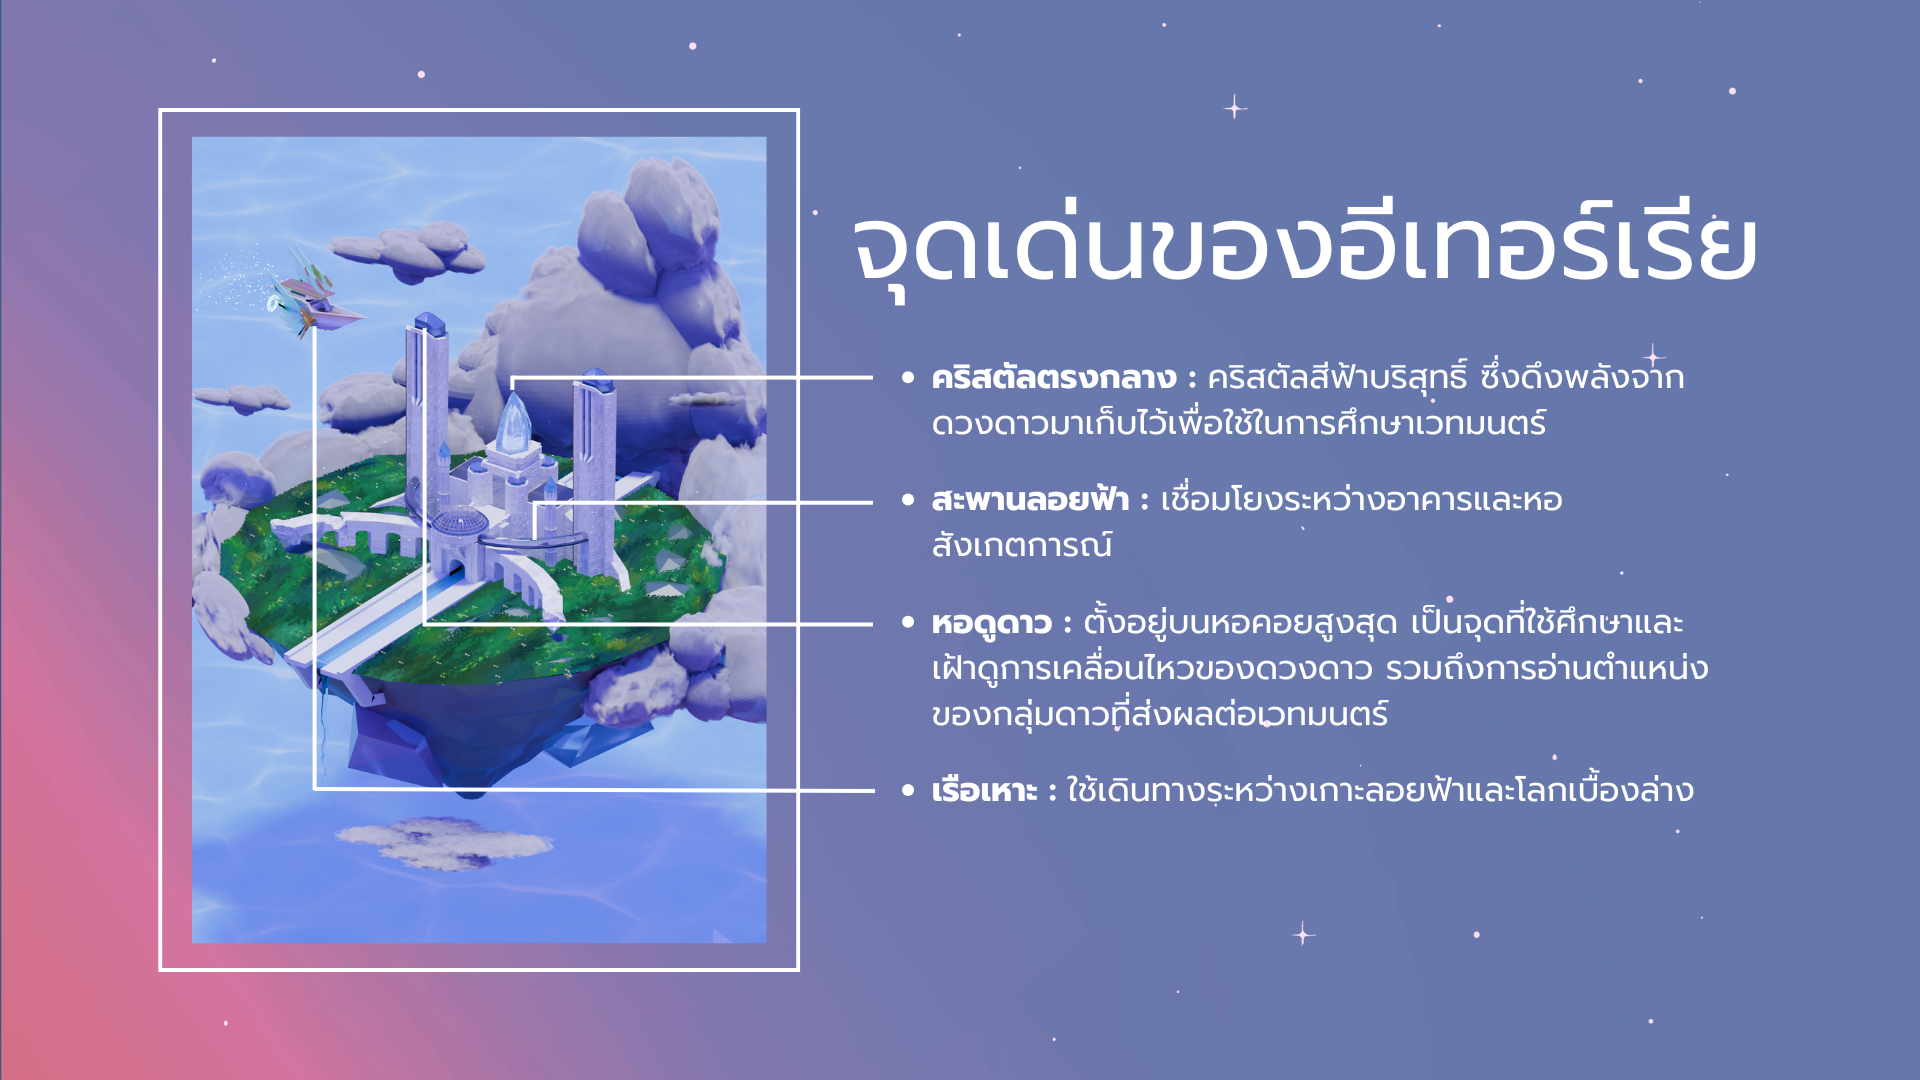 จุดเด่นของอีเทอร์เรีย
• คริสตัลตรงกลาง : คริสตัลสีฟ้าบริสุทธิ์ ซึ่งดึงพลังจาก
ดวงดาวมาเก็บไว้เพื่อใช้ในการศึกษาเวทมนตร์
• สะพานลอยฟ้า : เชื่อมโยงระหว่างอาคารและหอ
สังเกตการณ์
• หอดูดาว : ตั้งอยู่บนหอคอยสูงสุด เป็นจุดที่ใช้ศึกษาและ
เฝ้าดูการเคลื่อนไหวของดวงดาว รวมถึงการอ่านตำแหน่ง
ของกลุ่มดาวที่ส่งผลต่อเวทมนตร์
• เรือเหาะ : ใช้เดินทางระหว่างเกาะลอยฟ้าและโลกเบื้องล่าง